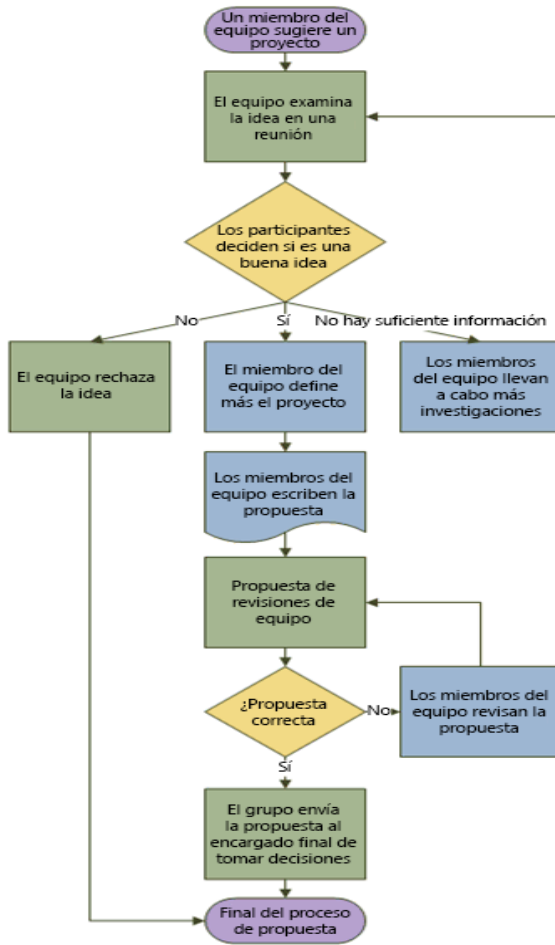 Un miembro del
equipo sugiere un
proyecto
El equipo examina
la idea en una
reunión
Los participantes
deciden si es una
buena idea
No
Sí
No hay suficiente información
El equipo rechaza
la idea
El miembro del
equipo define
más el proyecto
Los miembros
del equipo llevan
a cabo más
investigaciones
Los miembros del
equipo escriben la
propuesta
Propuesta de
revisiones de
equipo
¿Propuesta
correcta
No
Los miembros del
equipo revisan la
propuesta
Sí
El grupo envía
la propuesta al
encargado final de
tomar decisiones
Final del proceso
de propuesta